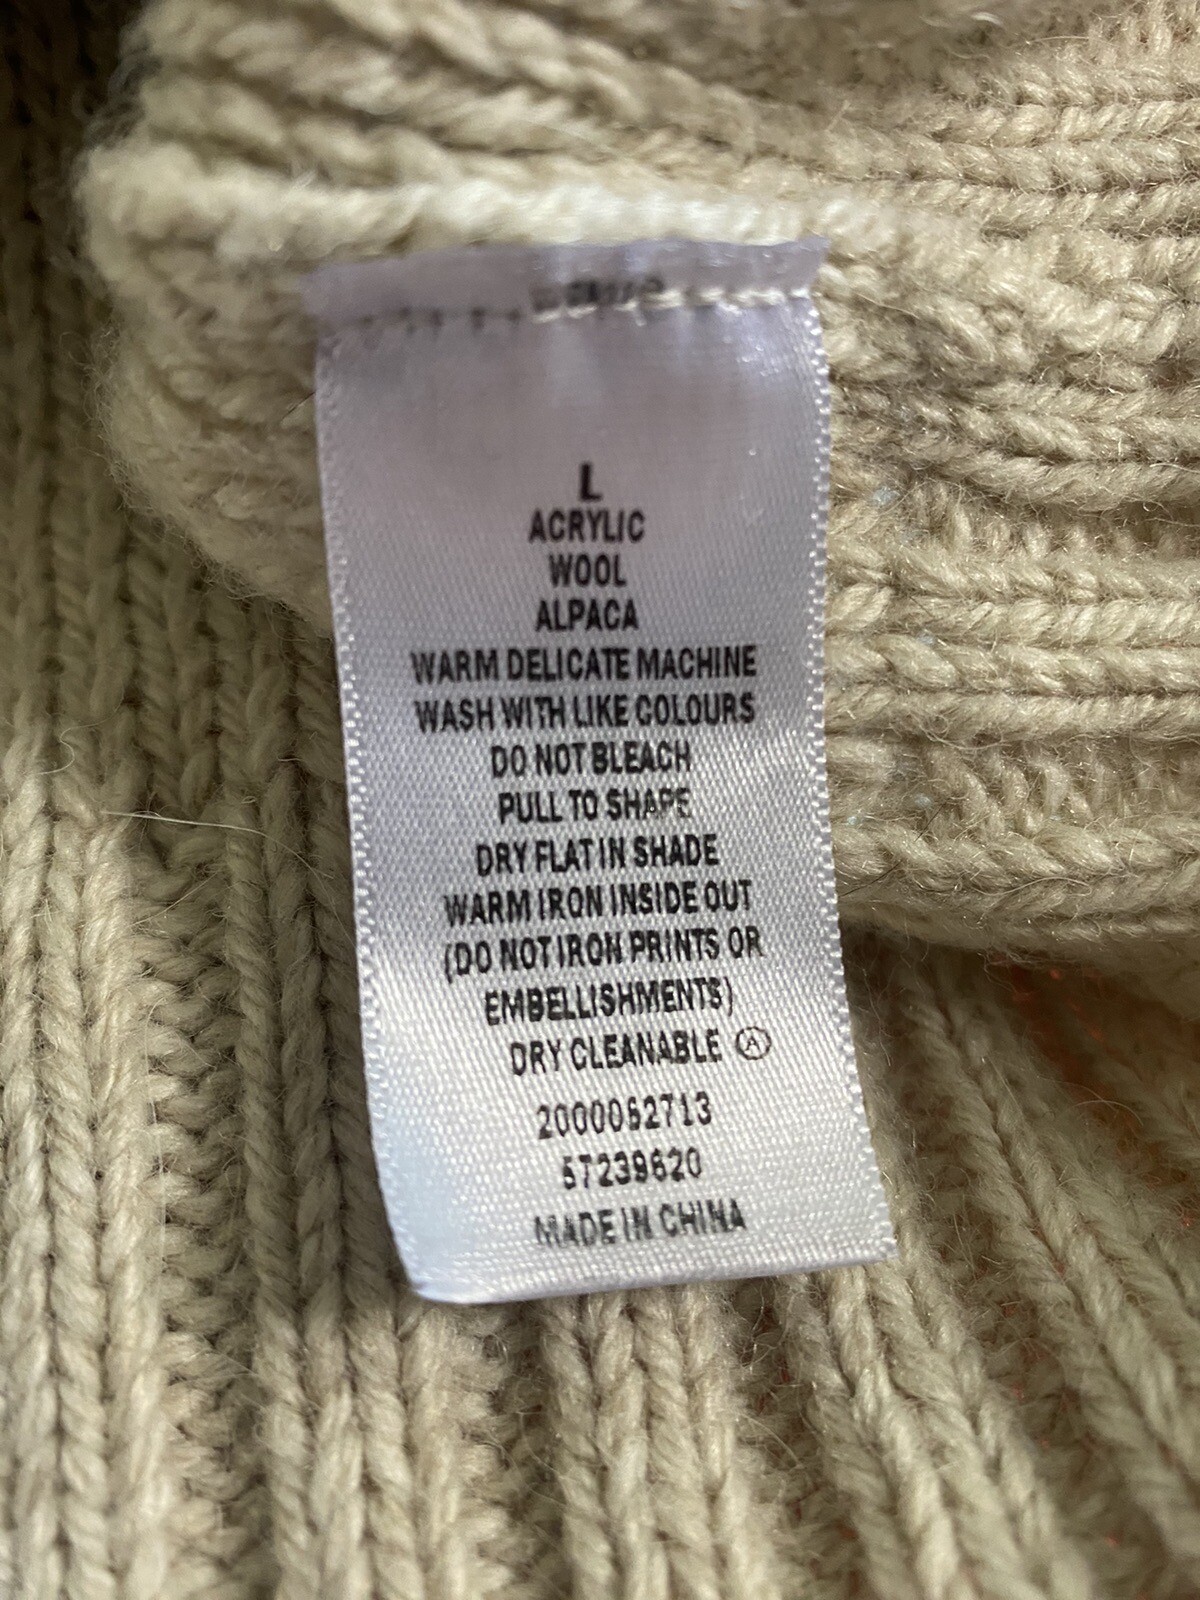 L
ACRYLIC
WOOL
ALPACA
WARM DELICATE MACHINE
WASH WITH LIKE COLOURS
DO NOT BLEACH
PULL TO SHAPE
DRY FLAT IN SHADE
WARM IRON INSIDE OUT
(DO NOT IRON PRINTS OR
EMBELLISHMENTS)
DRY CLEANABLE Ⓐ
2000052713
57239620
MADE IN CHINA